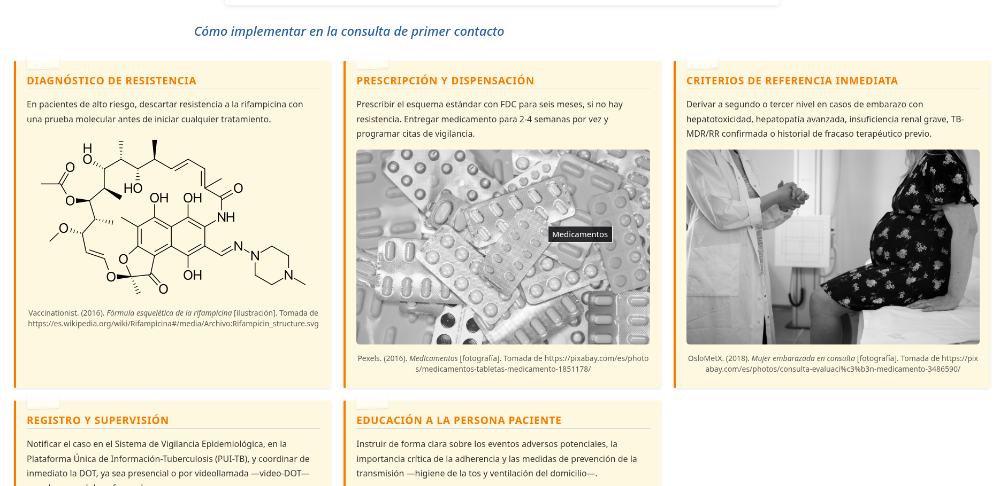 Cómo implementar en la consulta de primer contacto
DIAGNÓSTICO DE RESISTENCIA
En pacientes de alto riesgo, descartar resistencia a la rifampicina con
una prueba molecular antes de iniciar cualquier tratamiento.
H
O
O
HO
O
O
OH
OH
NH
O
O
O
OH
O
N
N
N
Vaccinationist. (2016). Fórmula esquelética de la rifampicina [ilustración]. Tomada de
https://es.wikipedia.org/wiki/Rifampicina#/media/Archivo:Rifampicin_structure.svg
PRESCRIPCIÓN Y DISPENSACIÓN
Prescribir el esquema estándar con FDC para seis meses, si no hay
resistencia. Entregar medicamento para 2-4 semanas por vez y
programar citas de vigilancia.
Medicamentos
Pexels. (2016). Medicamentos [fotografía]. Tomada de https://pixabay.com/es/photo
s/medicamentos-tabletas-medicamento-1851178/
CRITERIOS DE REFERENCIA INMEDIATA
Derivar a segundo o tercer nivel en casos de embarazo con
hepatotoxicidad, hepatopatía avanzada, insuficiencia renal grave, TB-
MDR/RR confirmada o historial de fracaso terapéutico previo.
OsloMetX. (2018). Mujer embarazada en consulta [fotografía]. Tomada de https://pix
abay.com/es/photos/consulta-evaluaci%c3%b3n-medicamento-3486590/
REGISTRO Y SUPERVISIÓN
Notificar el caso en el Sistema de Vigilancia Epidemiológica, en la
Plataforma Única de Información-Tuberculosis (PUI-TB), y coordinar de
inmediato la DOT, ya sea presencial o por videollamada —video-DOT—
EDUCACIÓN A LA PERSONA PACIENTE
Instruir de forma clara sobre los eventos adversos potenciales, la
importancia crítica de la adherencia y las medidas de prevención de la
transmisión —higiene de la tos y ventilación del domicilio—.